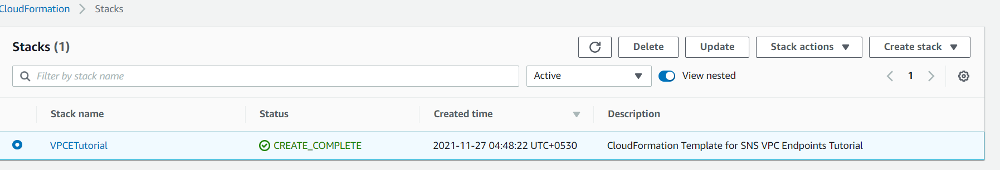 CloudFormation > Stacks
Stacks (1) Delete Update Stack actions Create stack
Filter by stack name Active View nested 1
Stack name Status Created time Description
VPCETutorial CREATE_COMPLETE 2021-11-27 04:48:22 UTC+0530 CloudFormation Template for SNS VPC Endpoints Tutorial